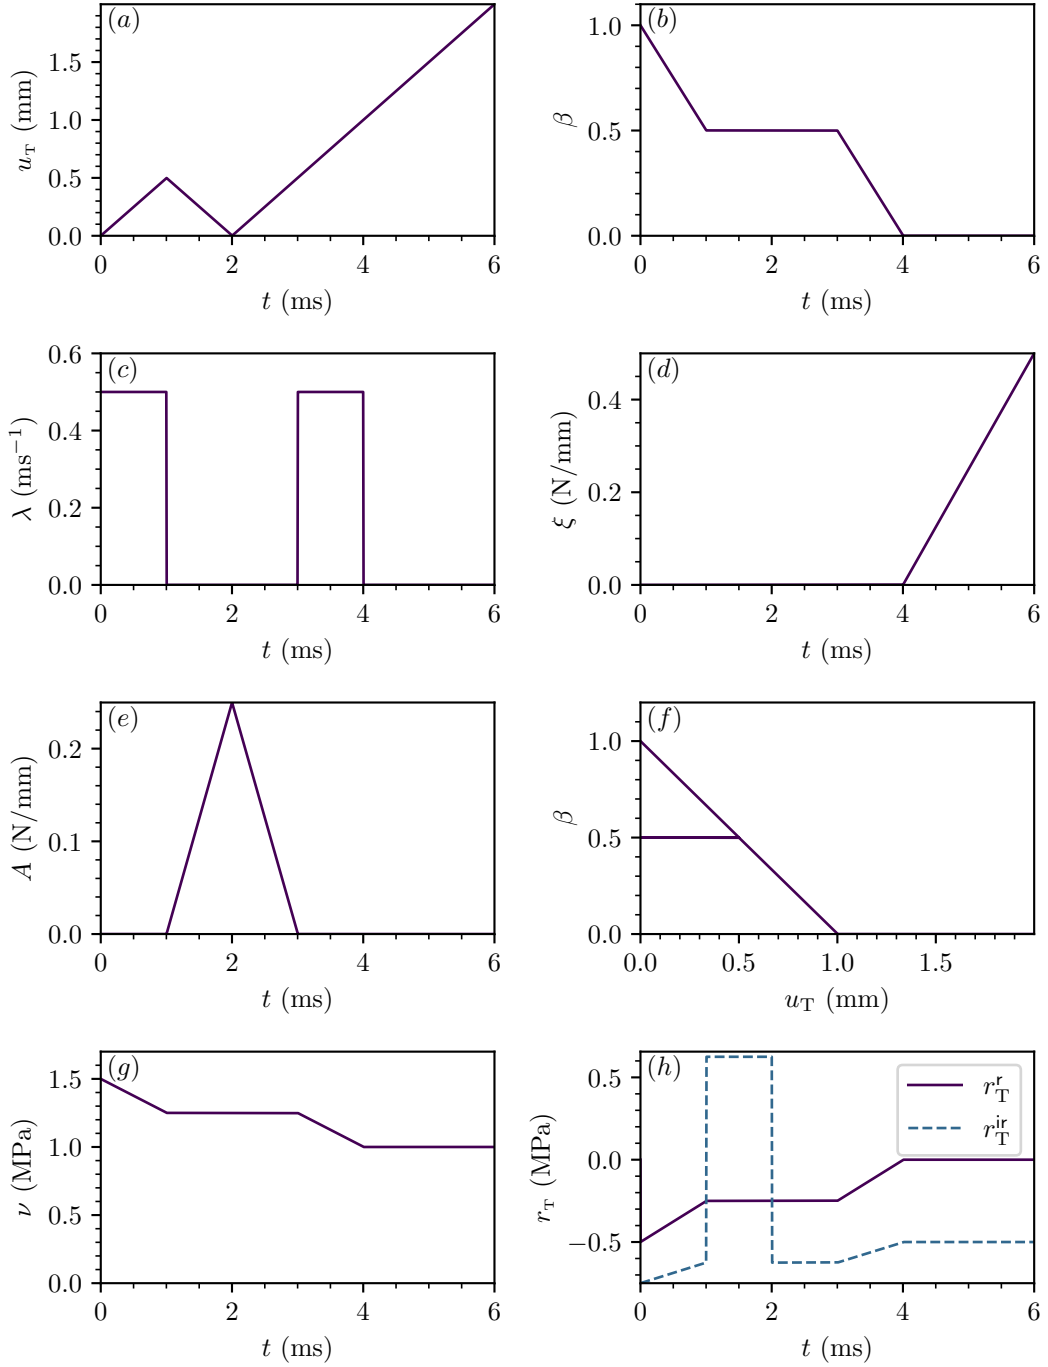 (a)
u_T (mm)
1.5
1.0
0.5
0.0
0 2 4 6
t (ms)
(b)
β
1.0
0.5
0.0
0 2 4 6
t (ms)
(c)
λ (ms⁻¹)
0.6
0.4
0.2
0.0
0 2 4 6
t (ms)
(d)
ξ (N/mm)
0.4
0.2
0.0
0 2 4 6
t (ms)
(e)
A (N/mm)
0.2
0.1
0.0
0 2 4 6
t (ms)
(f)
β
1.0
0.5
0.0
0.0 0.5 1.0 1.5
u_T (mm)
(g)
ν (MPa)
1.5
1.0
0.5
0.0
0 2 4 6
t (ms)
(h)
r_T (MPa)
0.5
0.0
−0.5
r_T^r
r_T^ir
0 2 4 6
t (ms)